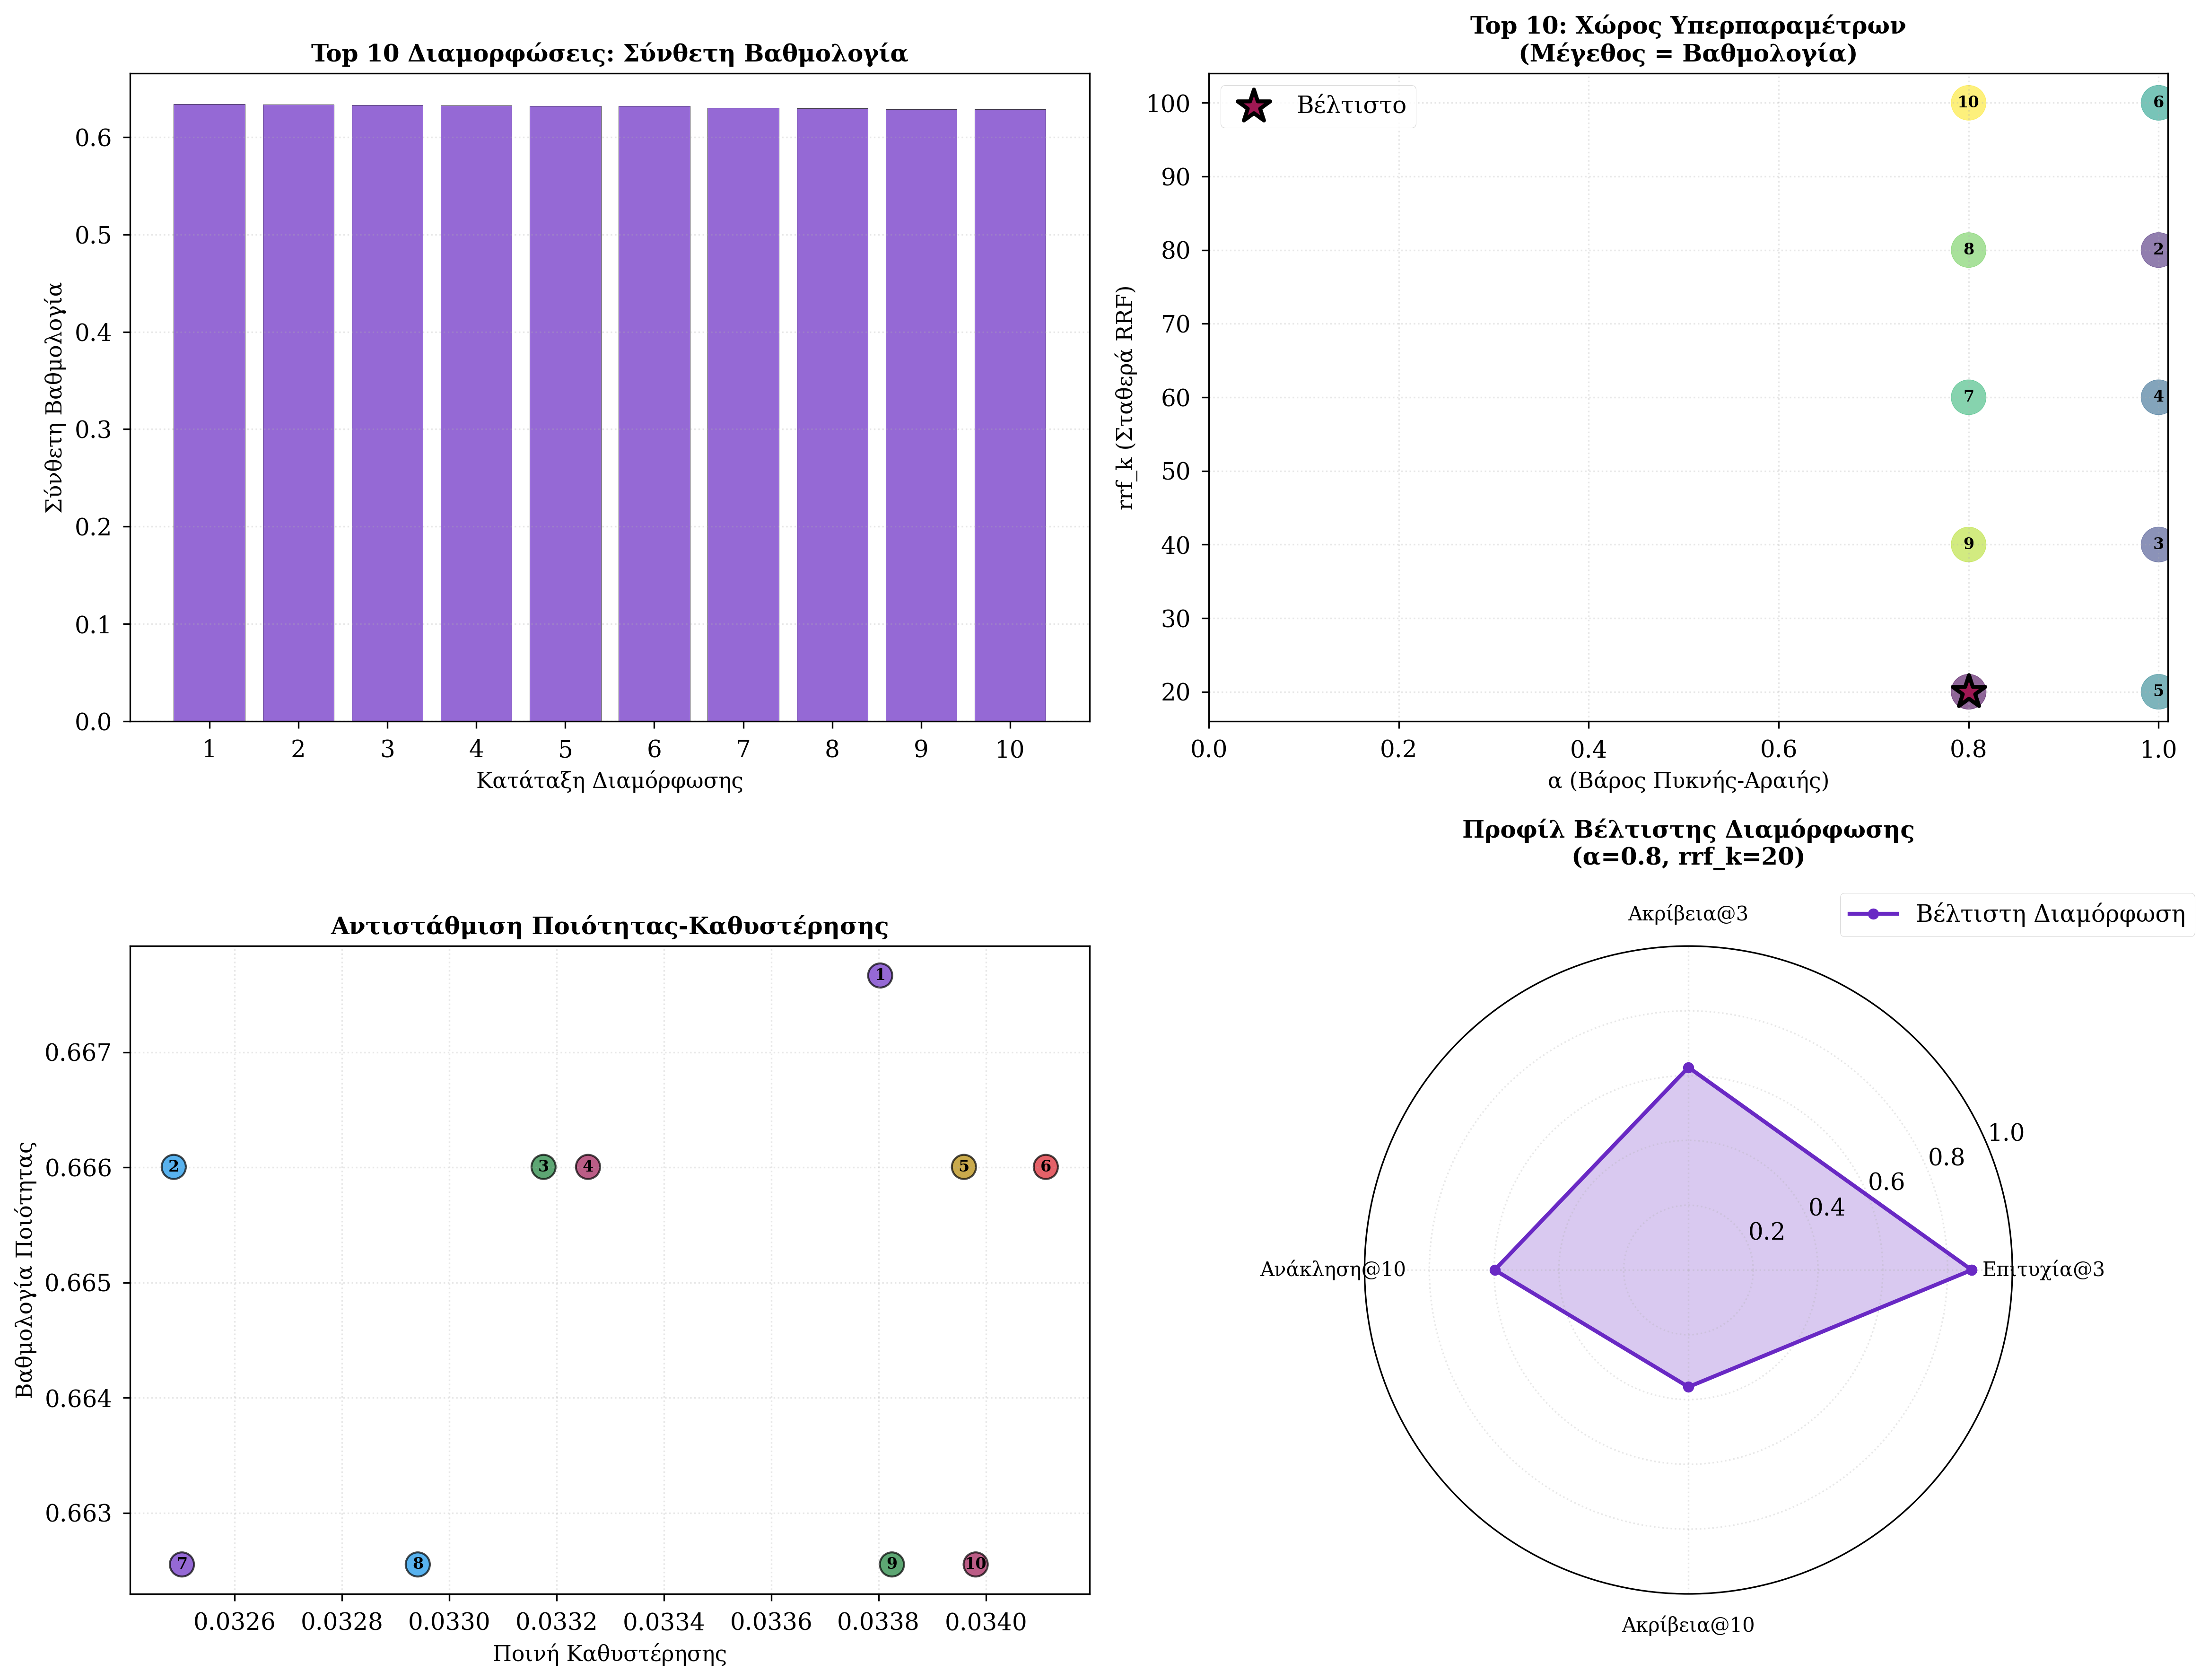 Top 10 Διαμορφώσεις: Σύνθετη Βαθμολογία
Σύνθετη Βαθμολογία
0.6
0.5
0.4
0.3
0.2
0.1
0.0
1 2 3 4 5 6 7 8 9 10
Κατάταξη Διαμόρφωσης
Top 10: Χώρος Υπερπαραμέτρων
(Μέγεθος = Βαθμολογία)
Βέλτιστο
rrf_k (Σταθερά RRF)
100
90
80
70
60
50
40
30
20
10 6
8 2
7 4
9 3
5
0.0 0.2 0.4 0.6 0.8 1.0
α (Βάρος Πυκνής-Αραιής)
Αντιστάθμιση Ποιότητας-Καθυστέρησης
Βαθμολογία Ποιότητας
0.667
0.666
0.665
0.664
0.663
1
2 3 4 5 6
7 8 9 10
0.0326 0.0328 0.0330 0.0332 0.0334 0.0336 0.0338 0.0340
Ποινή Καθυστέρησης
Προφίλ Βέλτιστης Διαμόρφωσης
(α=0.8, rrf_k=20)
Βέλτιστη Διαμόρφωση
Ακρίβεια@3
1.0
0.8
0.6
0.4
0.2
Ανάκληση@10
Επιτυχία@3
Ακρίβεια@10